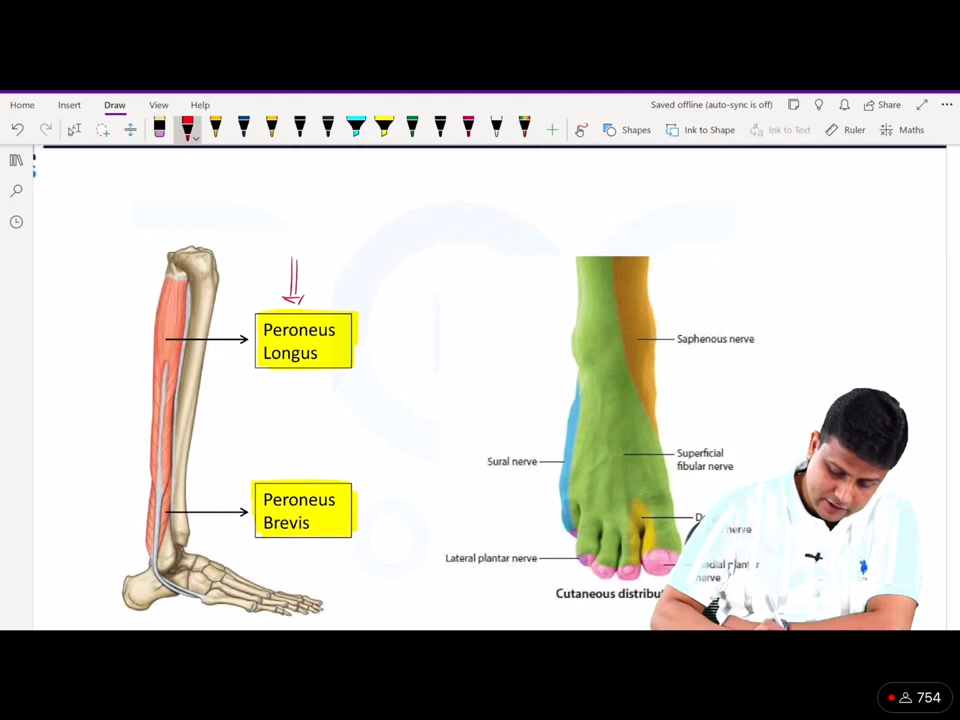 Home Insert Draw View Help
Saved offline (auto-sync is off)
Share
Shapes
Ink to Shape
Ink to Text
Ruler
Maths
Peroneus
Longus
Saphenous nerve
Superficial
fibular nerve
Sural nerve
Peroneus
Brevis
nerve
Lateral plantar nerve
nerve
Cutaneous
754